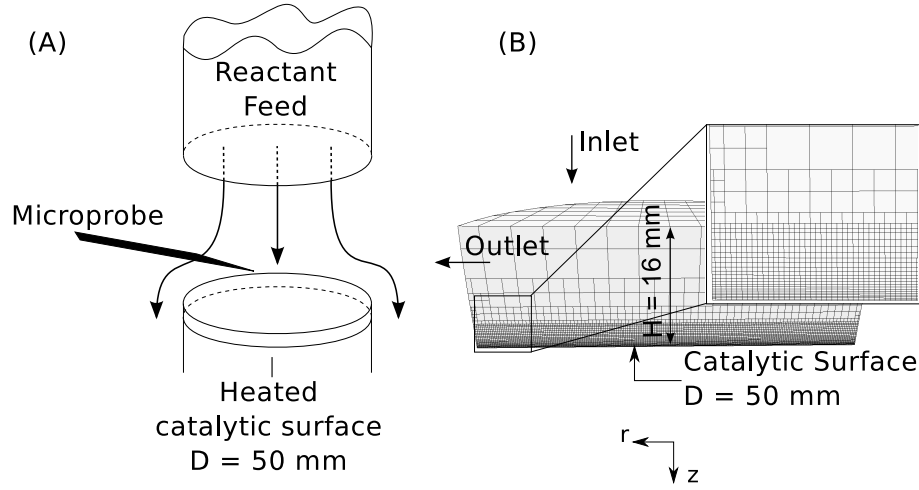 (A)
Reactant
Feed
Microprobe
Heated
catalytic surface
D = 50 mm
(B)
Inlet
Outlet
H = 16 mm
Catalytic Surface
D = 50 mm
r
z